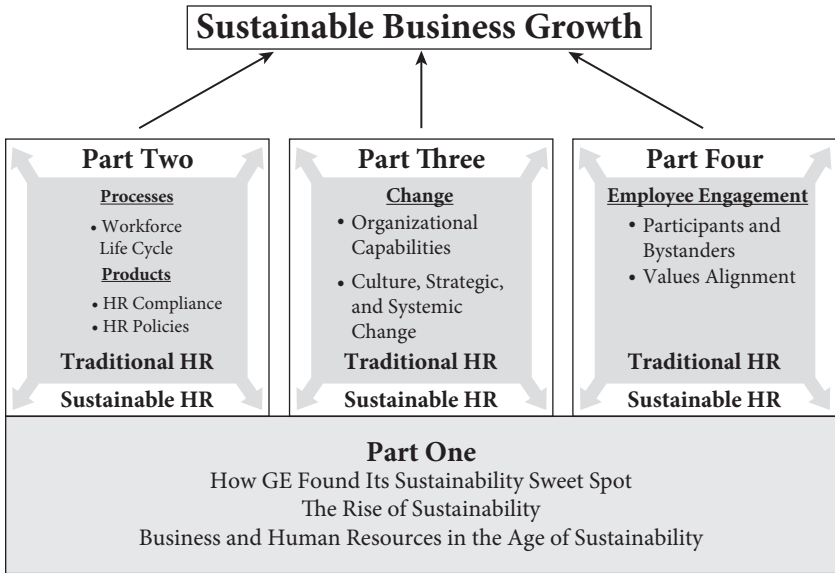 Sustainable Business Growth
Part Two
Processes
• Workforce
Life Cycle
Products
• HR Compliance
• HR Policies
Traditional HR
Sustainable HR
Part Three
Change
• Organizational
Capabilities
• Culture, Strategic,
and Systemic
Change
Traditional HR
Sustainable HR
Part Four
Employee Engagement
• Participants and
Bystanders
• Values Alignment
Traditional HR
Sustainable HR
Part One
How GE Found Its Sustainability Sweet Spot
The Rise of Sustainability
Business and Human Resources in the Age of Sustainability